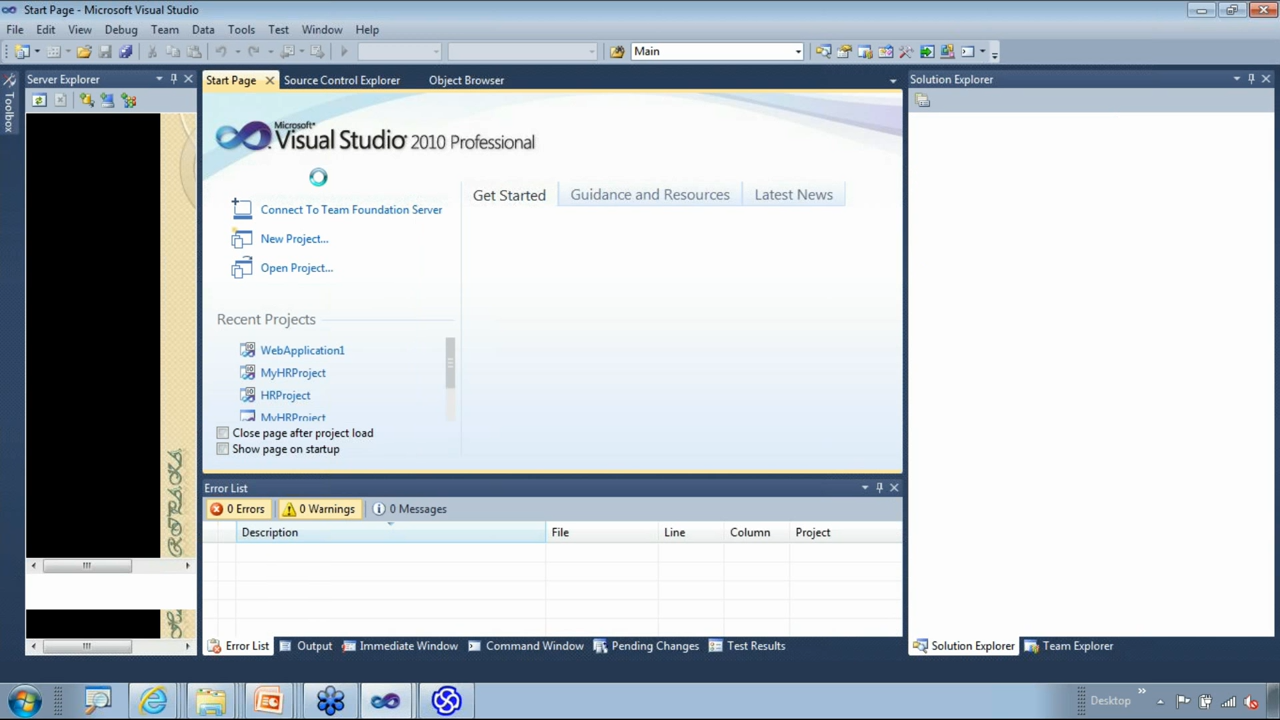 Start Page - Microsoft Visual Studio
File Edit View Debug Team Data Tools Test Window Help
Main
Toolbox
Server Explorer
Start Page
Source Control Explorer
Object Browser
Microsoft
Visual Studio 2010 Professional
Connect To Team Foundation Server
New Project...
Open Project...
Recent Projects
WebApplication1
MyHRProject
HRProject
MyHRProject
Close page after project load
Show page on startup
Get Started
Guidance and Resources
Latest News
Error List
0 Errors
0 Warnings
0 Messages
Description File Line Column Project
Error List
Output
Immediate Window
Command Window
Pending Changes
Test Results
Solution Explorer
Solution Explorer
Team Explorer
Desktop